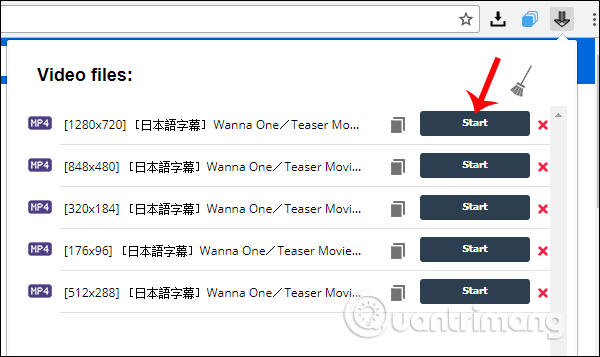 Video files:
MP4 [1280x720] [日本語字幕] Wanna One／Teaser Mo... Start
MP4 [848x480] [日本語字幕] Wanna One／Teaser Movi... Start
MP4 [320x184] [日本語字幕] Wanna One／Teaser Movi... Start
MP4 [176x96] [日本語字幕] Wanna One／Teaser Movie... Start
MP4 [512x288] [日本語字幕] Wanna One／Teaser Movi... Start
Quantrimang